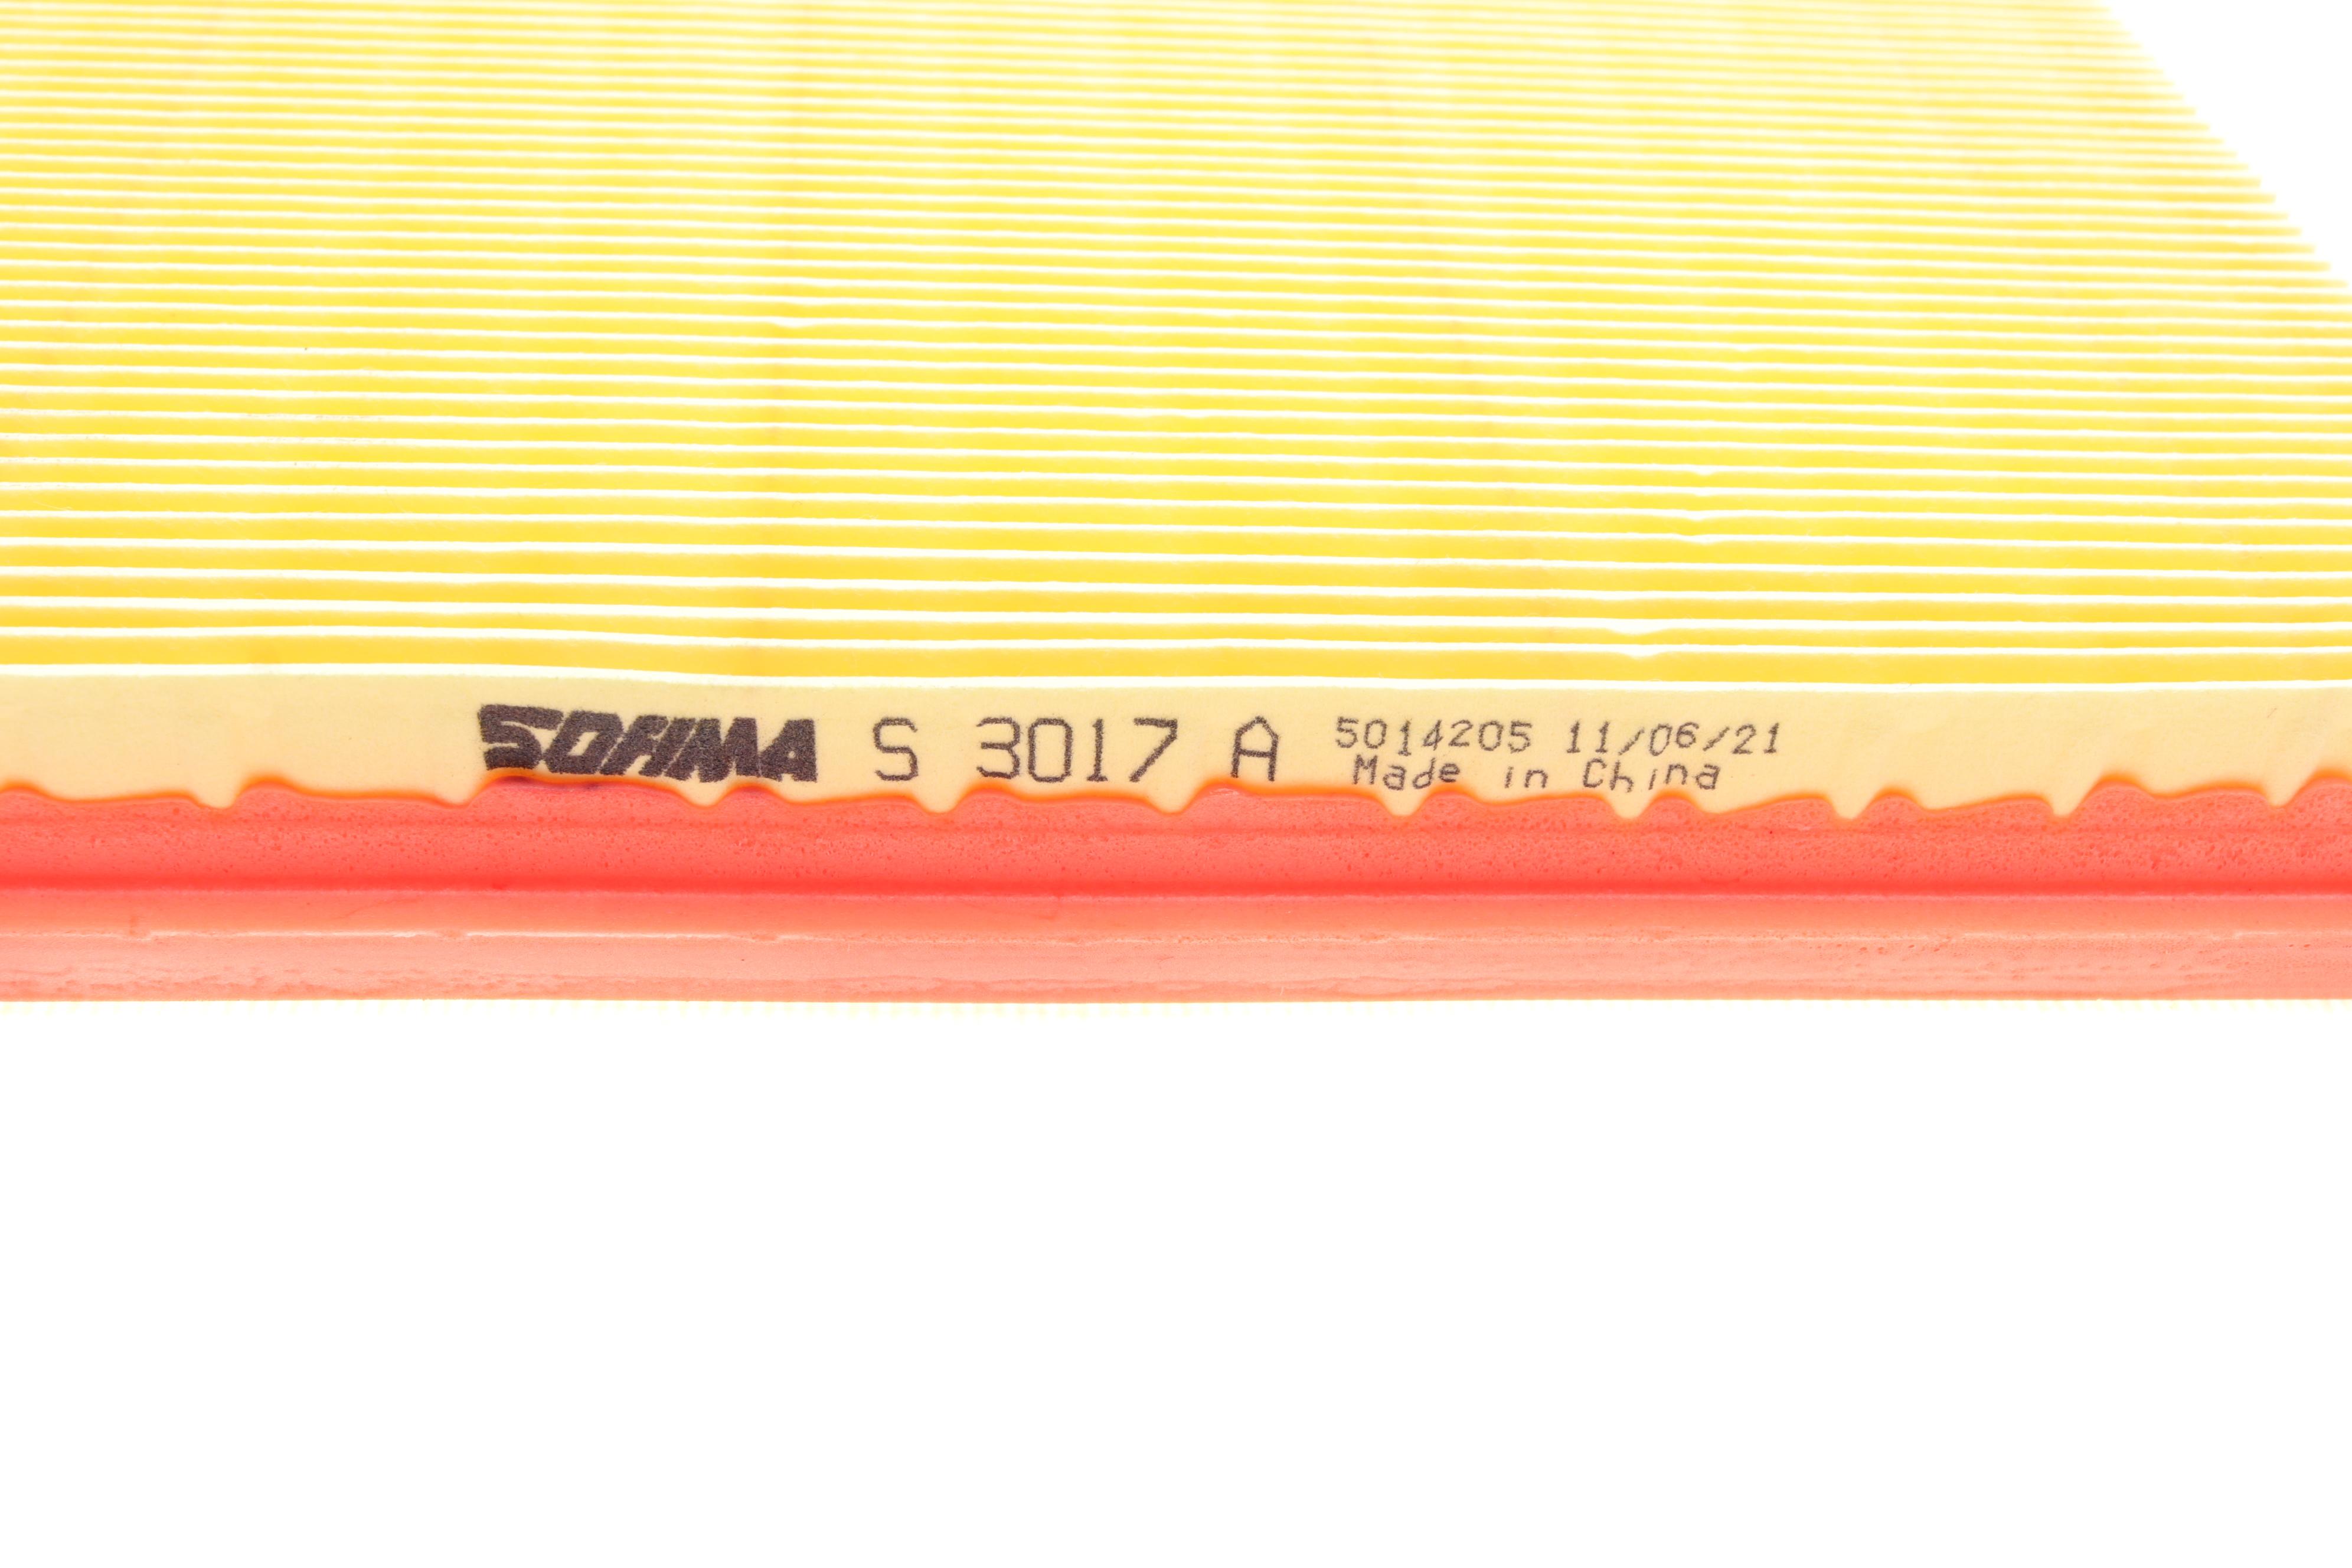 SOFIMA S 3017 A 5014205 11/06/21
Made in China